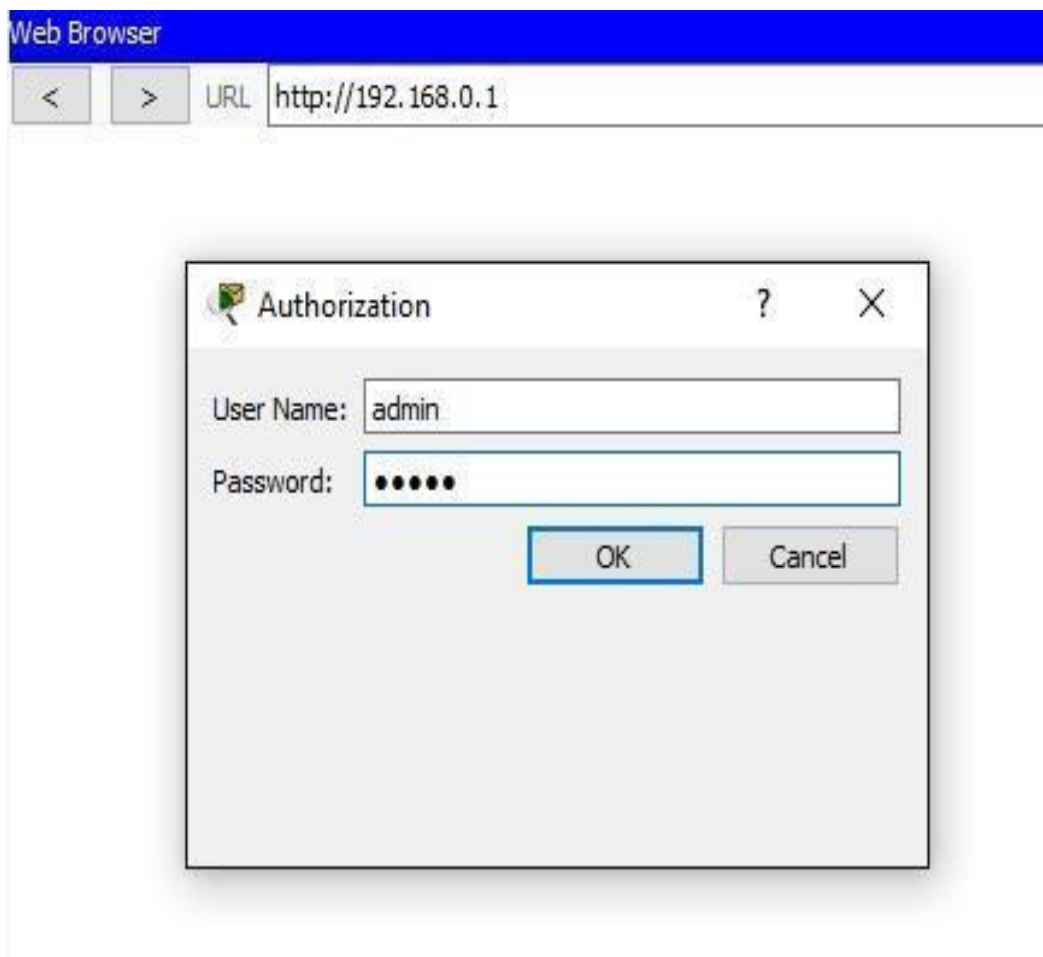 Web Browser
< > URL http://192.168.0.1
Authorization ? X
User Name: admin
Password: •••••
OK Cancel